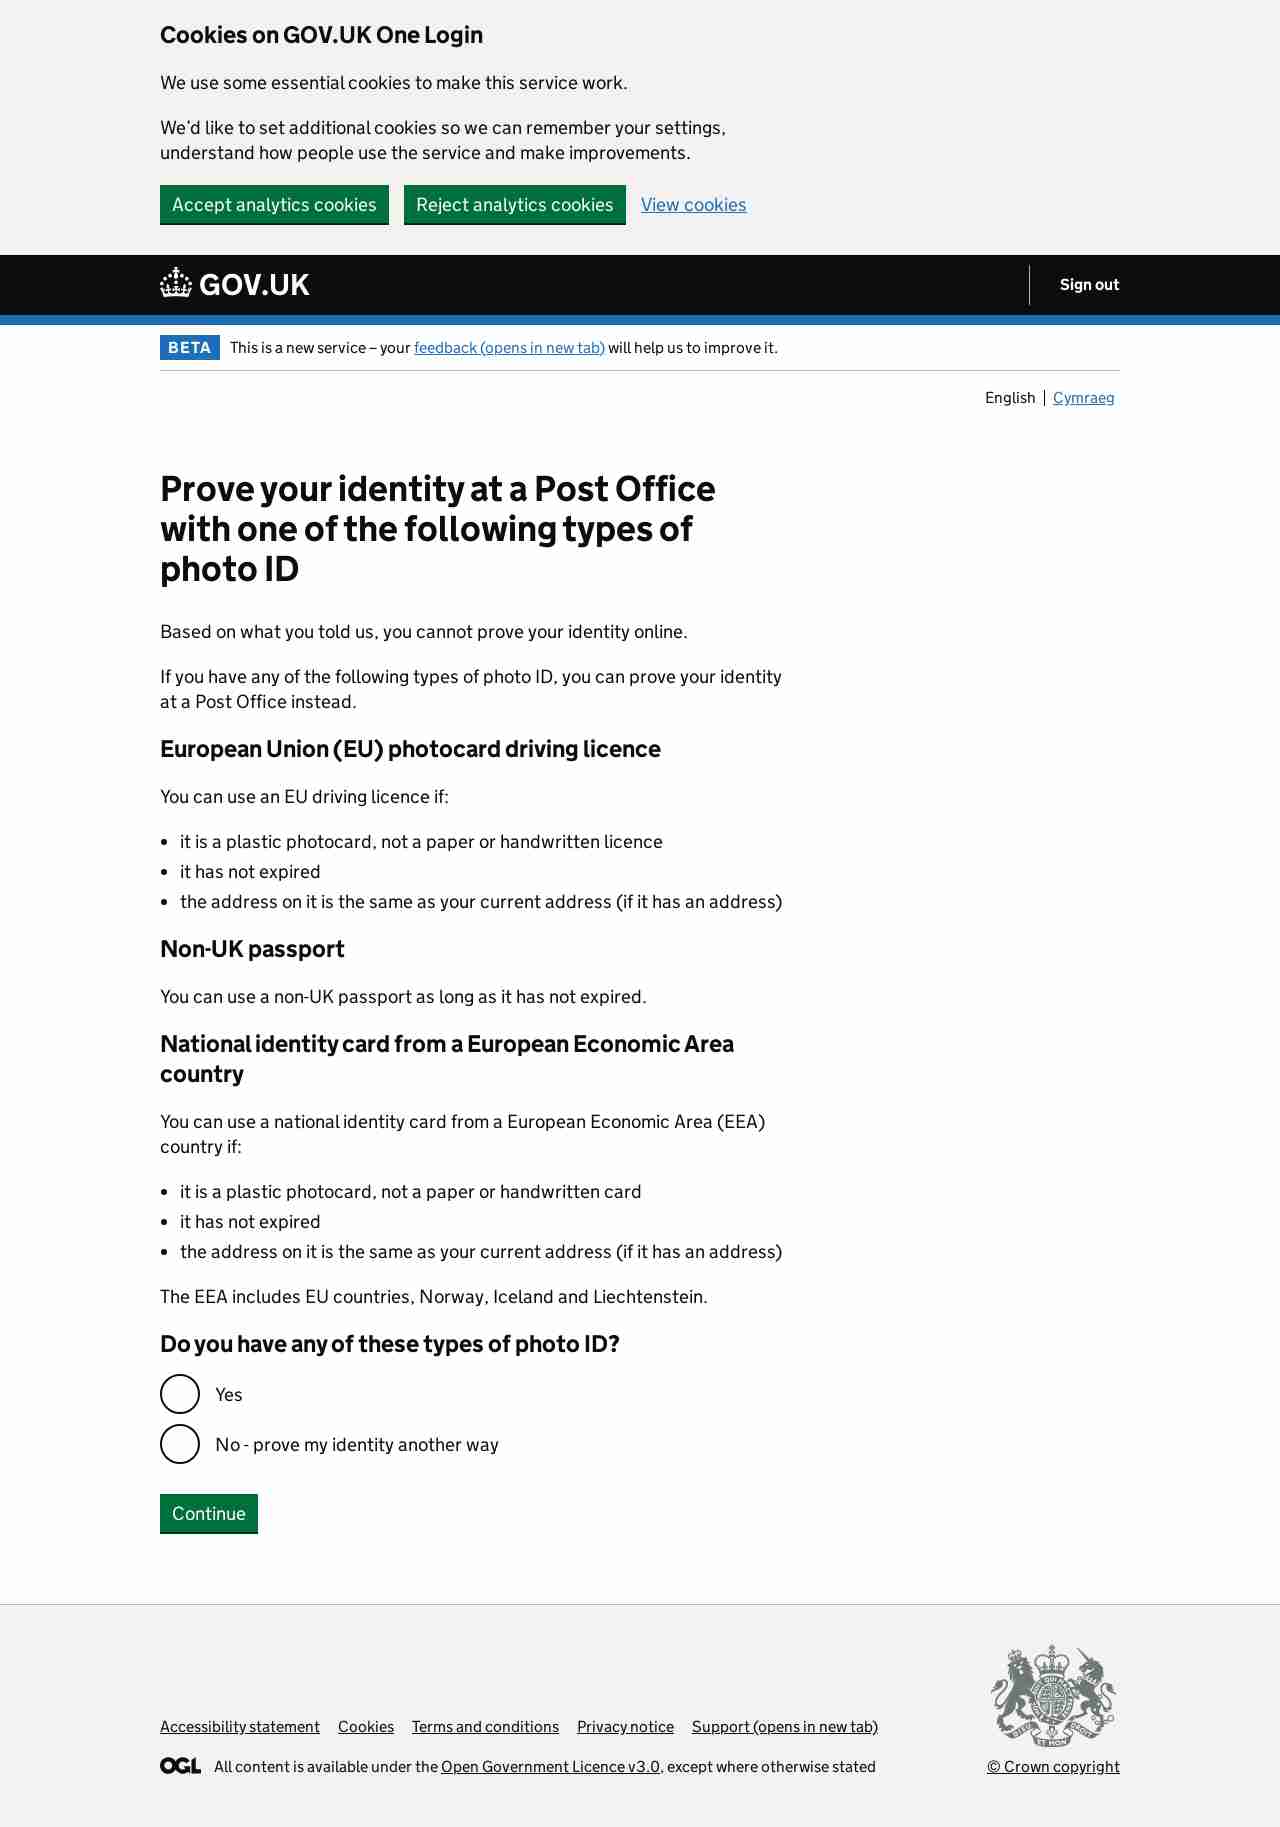 Cookies on GOV.UK One Login
We use some essential cookies to make this service work.
We’d like to set additional cookies so we can remember your settings,
understand how people use the service and make improvements.
Accept analytics cookies Reject analytics cookies View cookies
GOV.UK Sign out
BETA This is a new service – your feedback (opens in new tab) will help us to improve it.
English | Cymraeg
Prove your identity at a Post Office
with one of the following types of
photo ID
Based on what you told us, you cannot prove your identity online.
If you have any of the following types of photo ID, you can prove your identity
at a Post Office instead.
European Union (EU) photocard driving licence
You can use an EU driving licence if:
• it is a plastic photocard, not a paper or handwritten licence
• it has not expired
• the address on it is the same as your current address (if it has an address)
Non-UK passport
You can use a non-UK passport as long as it has not expired.
National identity card from a European Economic Area
country
You can use a national identity card from a European Economic Area (EEA)
country if:
• it is a plastic photocard, not a paper or handwritten card
• it has not expired
• the address on it is the same as your current address (if it has an address)
The EEA includes EU countries, Norway, Iceland and Liechtenstein.
Do you have any of these types of photo ID?
Yes
No - prove my identity another way
Continue
Accessibility statement Cookies Terms and conditions Privacy notice Support (opens in new tab)
OGL All content is available under the Open Government Licence v3.0, except where otherwise stated
© Crown copyright